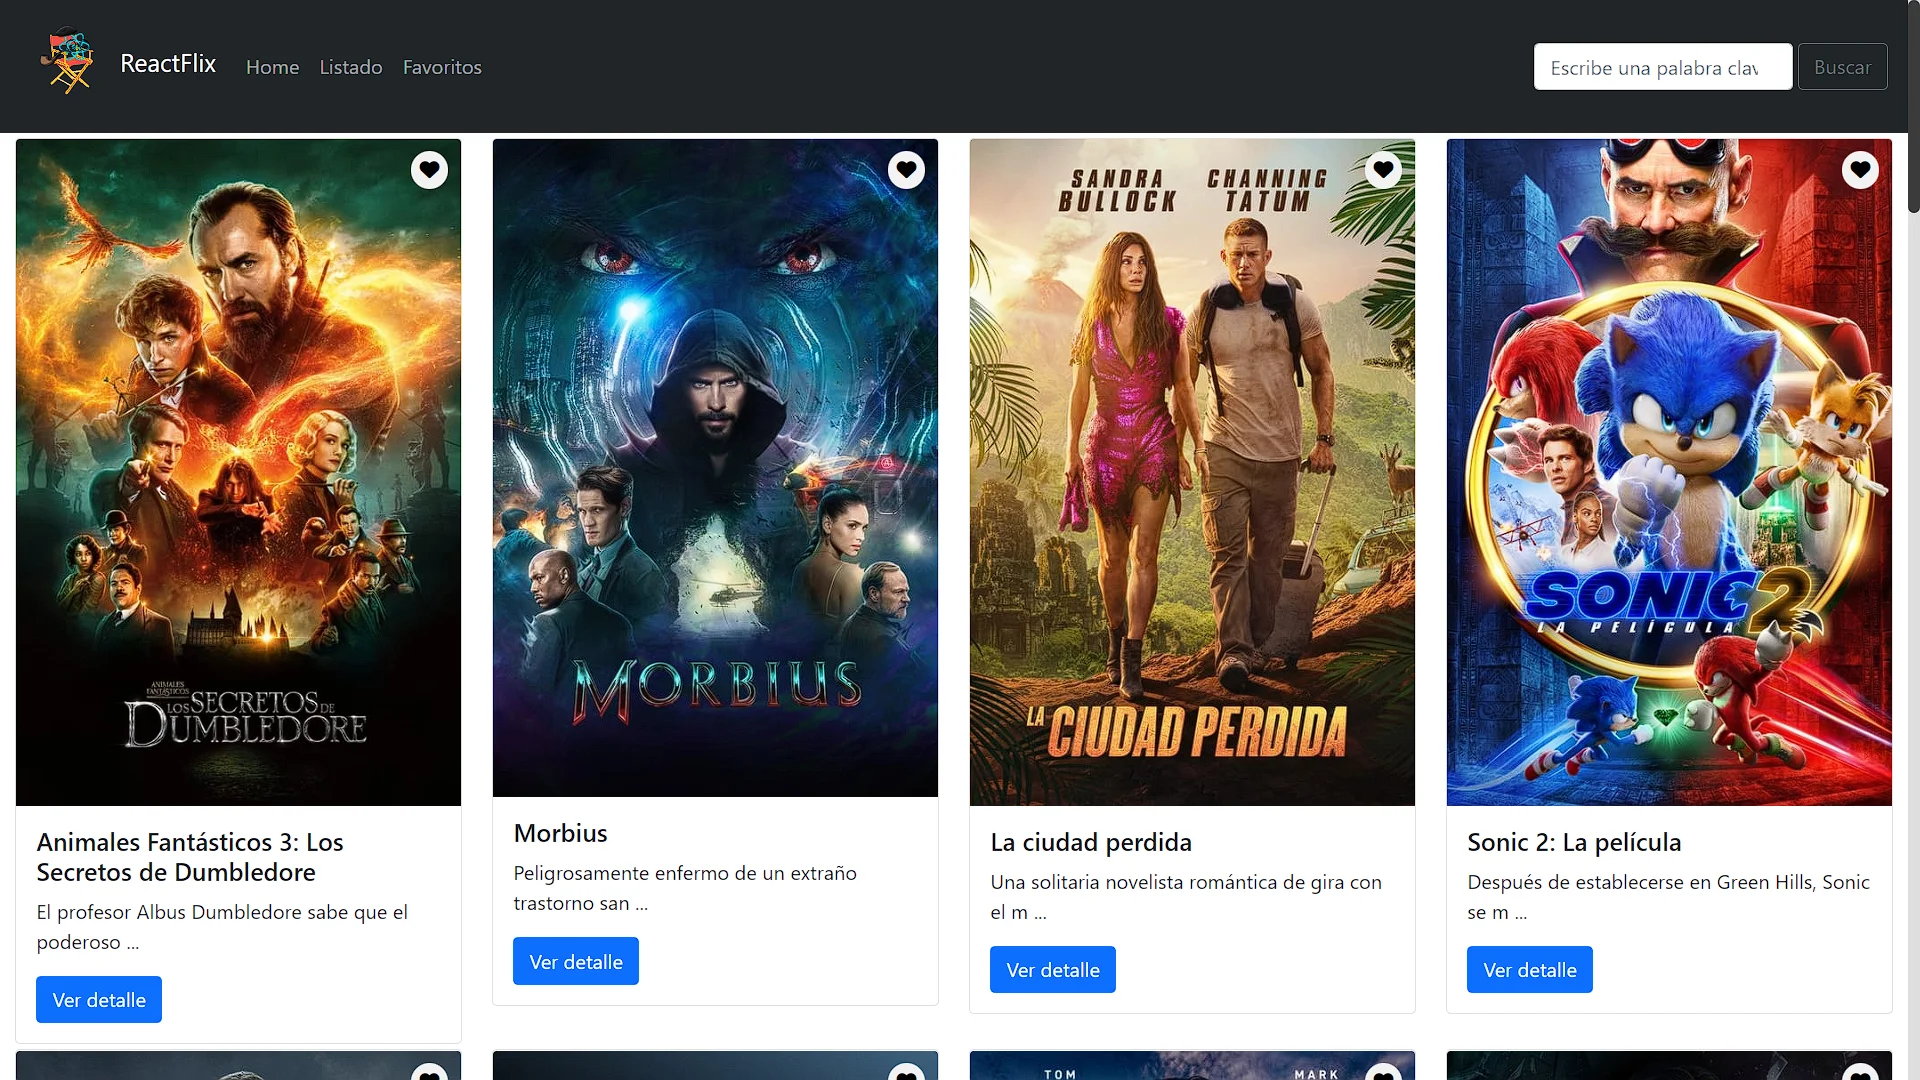 ReactFlix
Home
Listado
Favoritos
Escribe una palabra clav
Buscar
ANIMALES
FANTÁSTICOS
LOS SECRETOS DE
DUMBLEDORE
Animales Fantásticos 3: Los
Secretos de Dumbledore
El profesor Albus Dumbledore sabe que el
poderoso ...
Ver detalle
MORBIUS
Morbius
Peligrosamente enfermo de un extraño
trastorno san ...
Ver detalle
SANDRA
BULLOCK
CHANNING
TATUM
LA CIUDAD PERDIDA
La ciudad perdida
Una solitaria novelista romántica de gira con
el m ...
Ver detalle
SONIC 2
LA PELÍCULA
Sonic 2: La película
Después de establecerse en Green Hills, Sonic
se m ...
Ver detalle
TOM
MARK